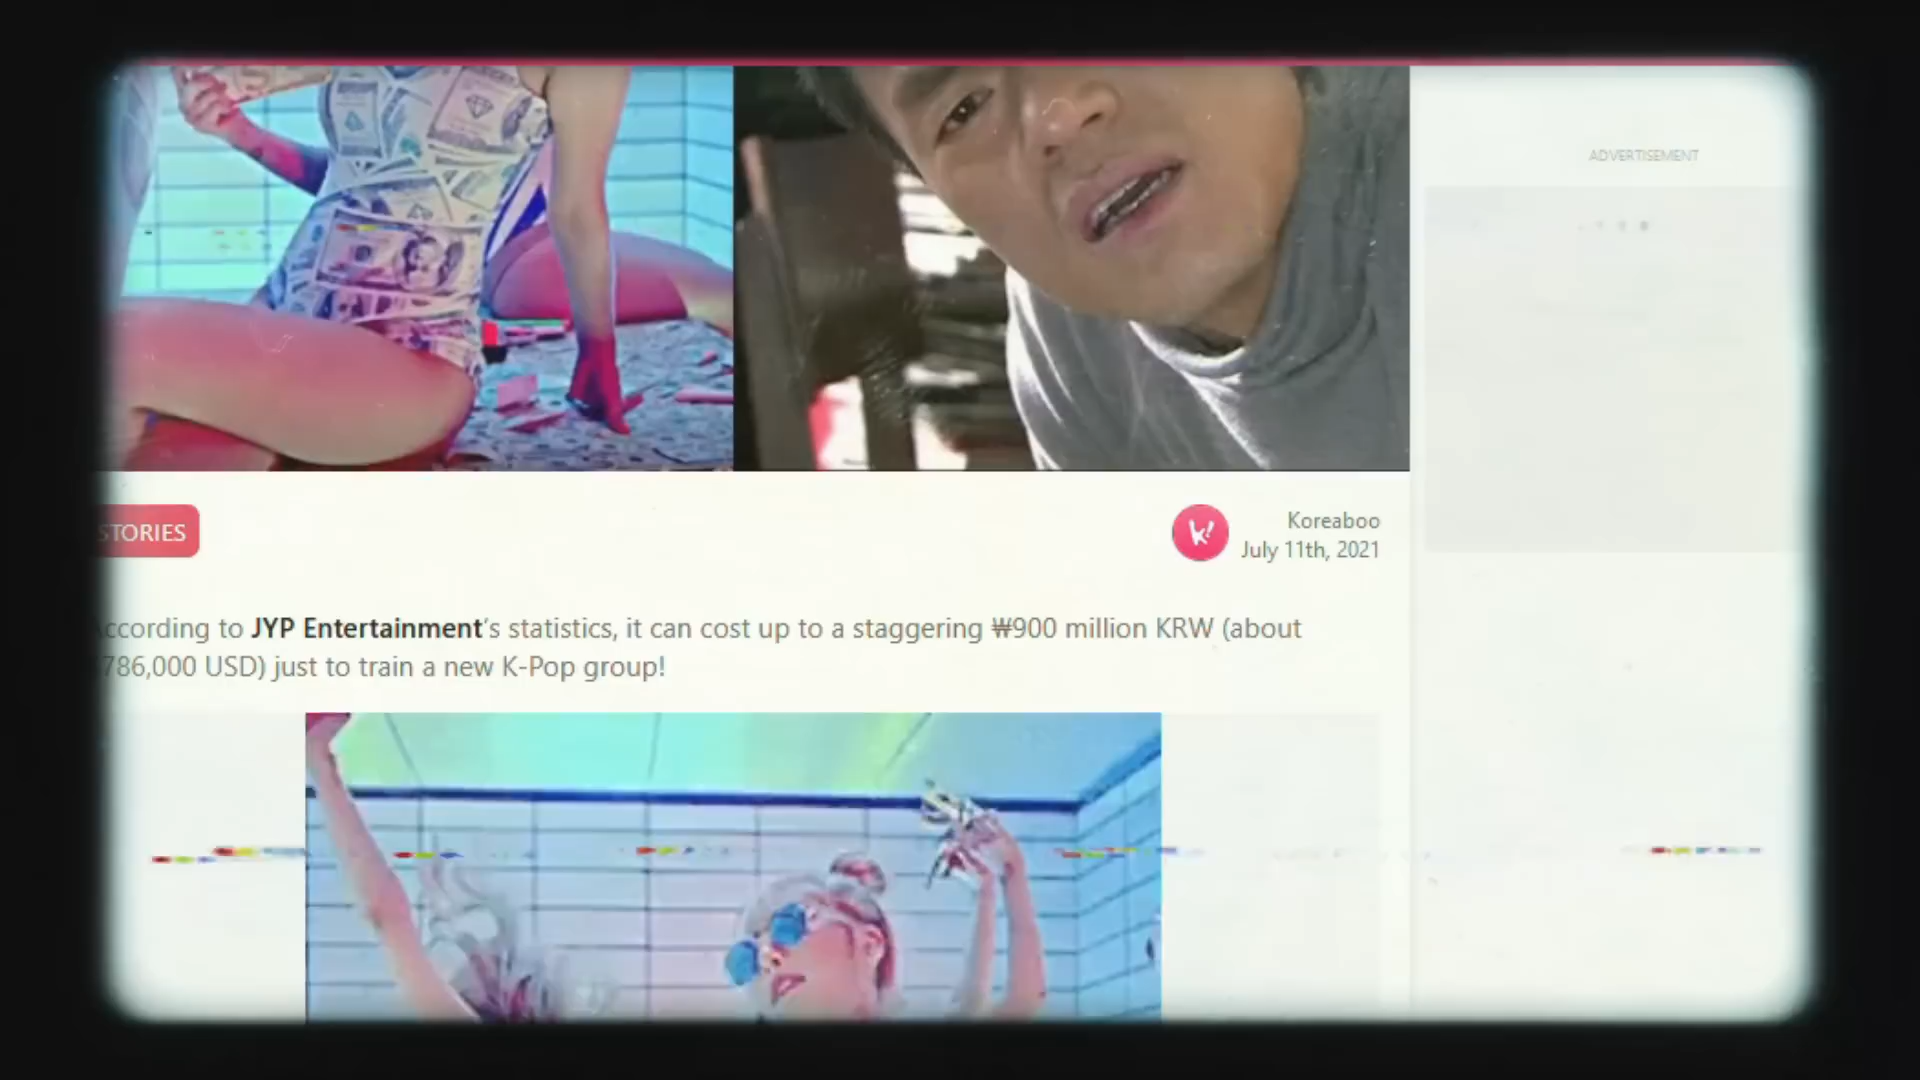 ADVERTISEMENT
STORIES
Koreaboo
July 11th, 2021
ccording to JYP Entertainment's statistics, it can cost up to a staggering ₩900 million KRW (about
786,000 USD) just to train a new K-Pop group!